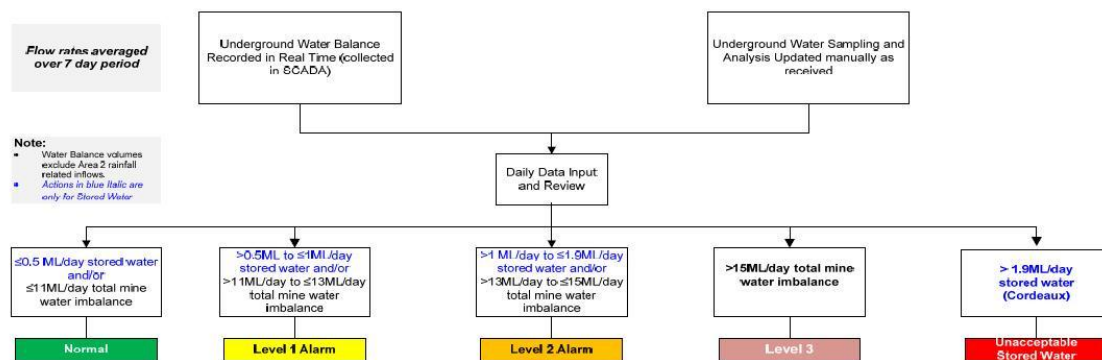 Flow rates averaged
over 7 day period
Underground Water Balance
Recorded in Real Time (collected
in SCADA)
Underground Water Sampling and
Analysis Updated manually as
received
Note:
▪ Water Balance volumes
exclude Area 2 rainfall
related inflows.
▪ Actions in blue Italic are
only for Stored Water
Daily Data Input
and Review
≤0.5 ML/day stored water
and/or
≤11ML/day total mine
water imbalance
>0.5ML to ≤1ML/day
stored water and/or
>11ML/day to ≤13ML/day
total mine water
imbalance
>1 ML/day to ≤1.9ML/day
stored water and/or
>13ML/day to ≤15ML/day
total mine water
imbalance
>15ML/day total mine
water imbalance
> 1.9ML/day
stored water
(Cordeaux)
Normal
Level 1 Alarm
Level 2 Alarm
Level 3
Unacceptable
Stored Water